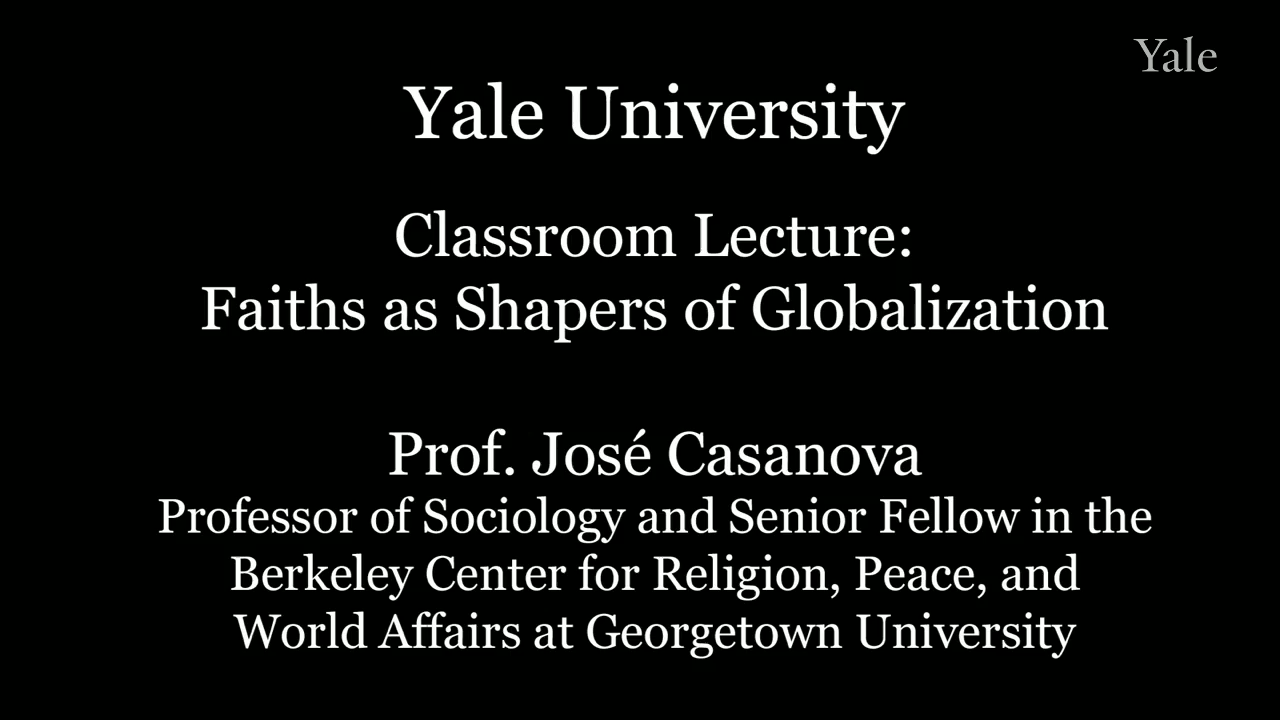 Yale
Yale University
Classroom Lecture:
Faiths as Shapers of Globalization
Prof. José Casanova
Professor of Sociology and Senior Fellow in the
Berkeley Center for Religion, Peace, and
World Affairs at Georgetown University